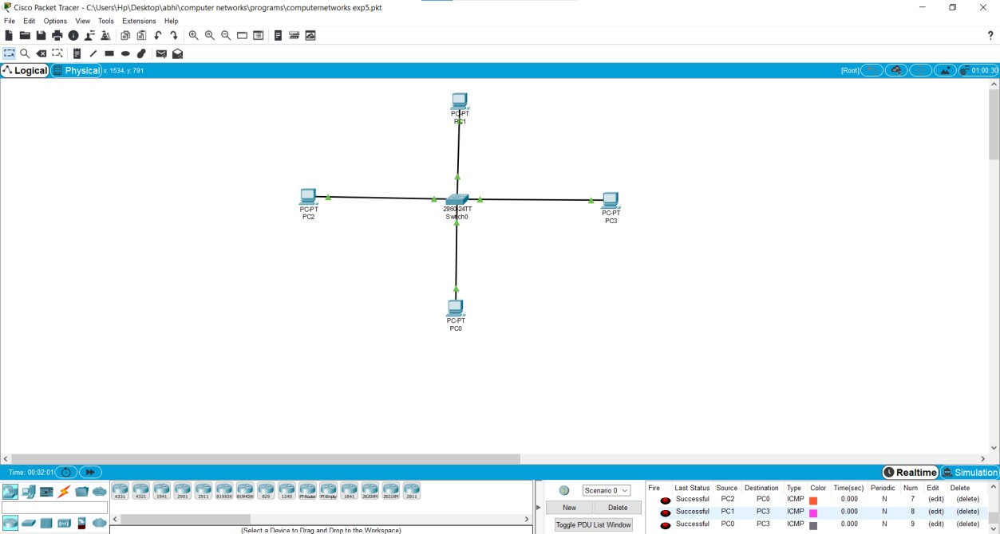 Cisco Packet Tracer - C:\Users\Hp\Desktop\abhi\computer networks\programs\computernetworks exp5.pkt
File Edit Options View Tools Extensions Help
?
Logical Physical x: 1534, y: 791 [Root] 01:00:30
PC-PT
PC1
PC-PT
PC2
2960-24TT
Switch0
PC-PT
PC3
PC-PT
PC0
Time: 00:02:01 Realtime Simulation
4331 4321 1941 2901 2911 819IOX 819HGW 829 1240 PT-Router PT-Empty 1841 2620XM 2621XM 2811
(Select a Device to Drag and Drop to the Workspace)
Scenario 0
New Delete
Toggle PDU List Window
Fire Last Status Source Destination Type Color Time(sec) Periodic Num Edit Delete
Successful PC2 PC0 ICMP 0.000 N 7 (edit) (delete)
Successful PC1 PC3 ICMP 0.000 N 8 (edit) (delete)
Successful PC0 PC3 ICMP 0.000 N 9 (edit) (delete)